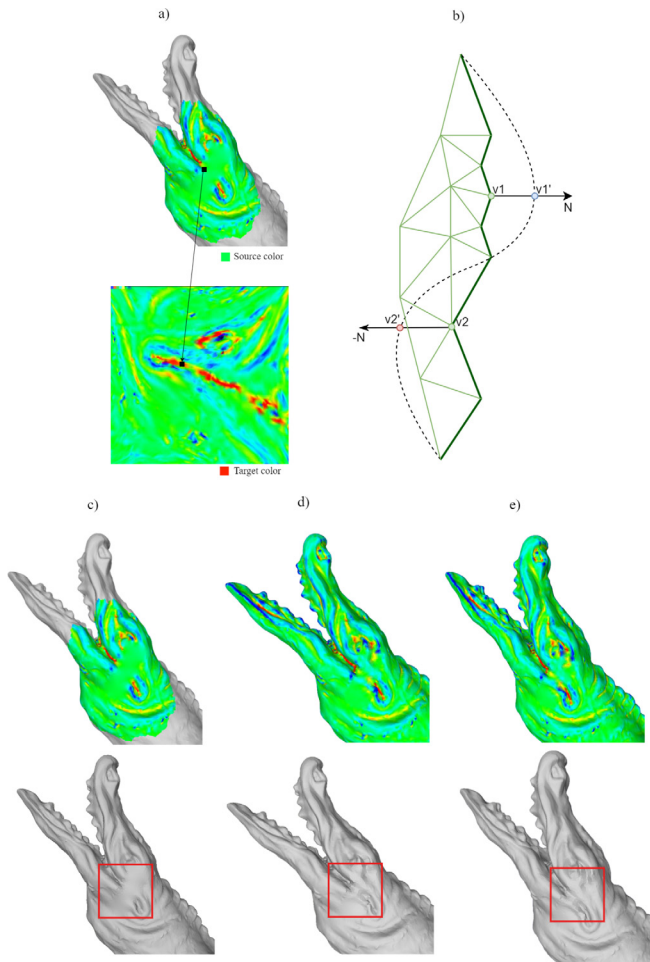 a)
b)
v1
v1'
N
Source color
v2'
v2
-N
Target color
c)
d)
e)